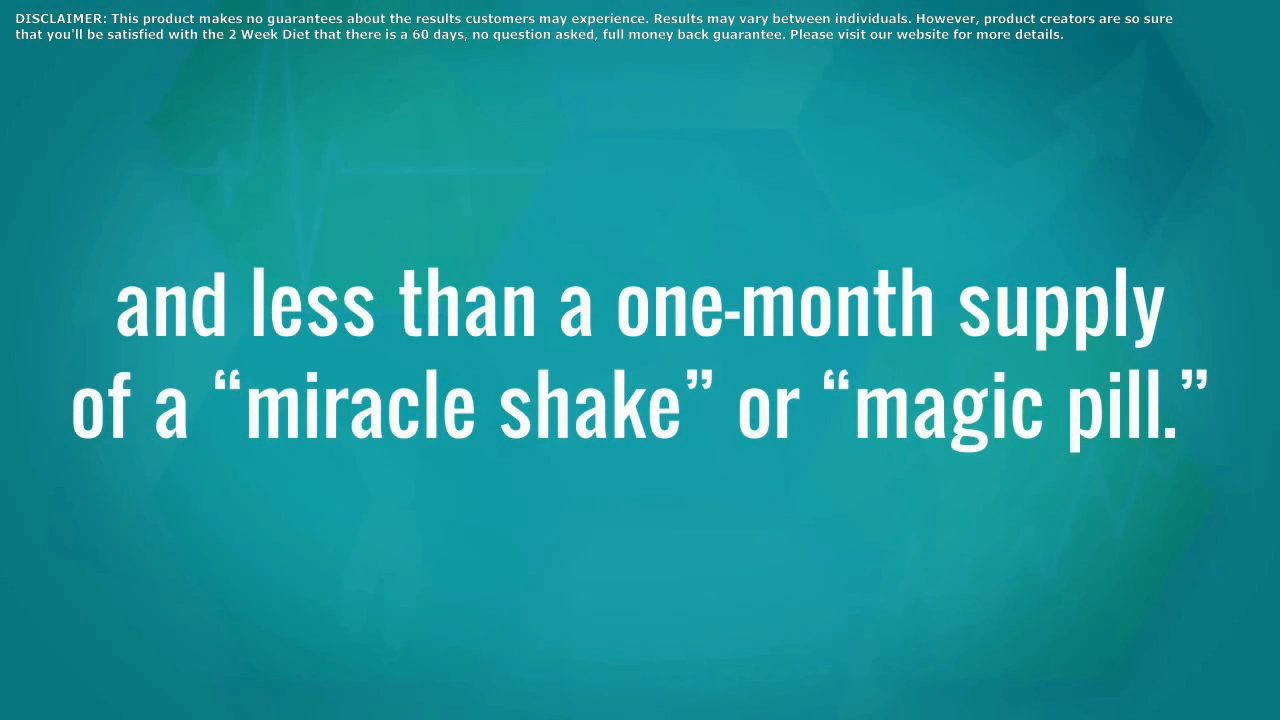 DISCLAIMER: This product makes no guarantees about the results customers may experience. Results may vary between individuals. However, product creators are so sure
that you'll be satisfied with the 2 Week Diet that there is a 60 days, no question asked, full money back guarantee. Please visit our website for more details.
and less than a one-month supply
of a “miracle shake” or “magic pill.”